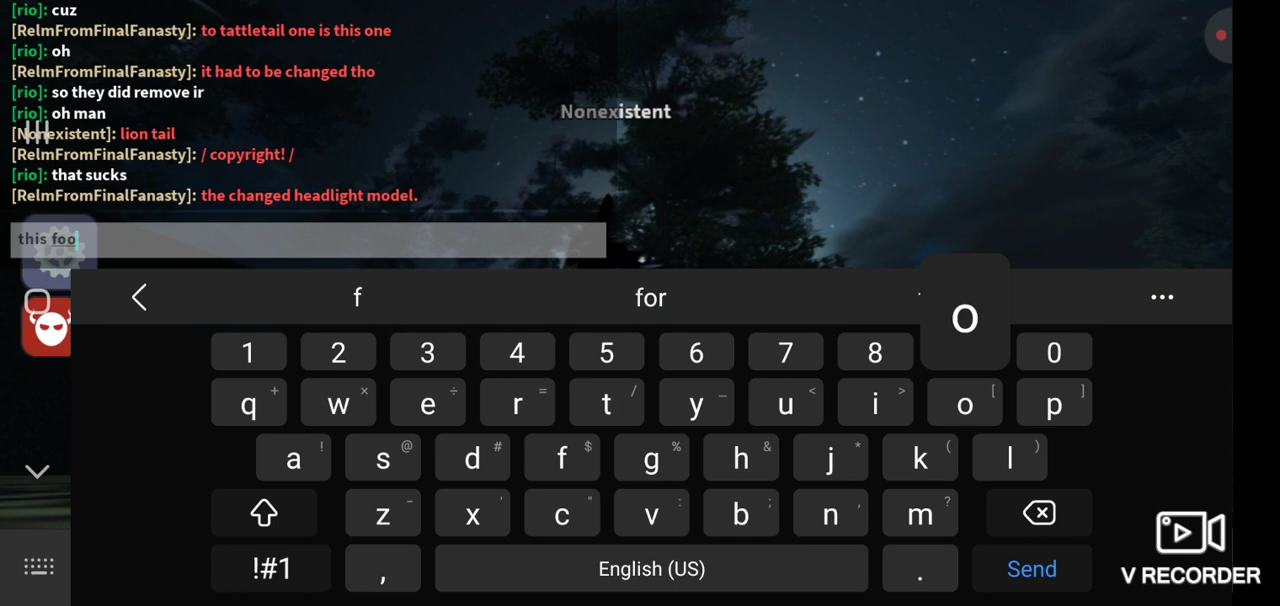 [rio]: cuz
[RelmFromFinalFanasty]: to tattletail one is this one
[rio]: oh
[RelmFromFinalFanasty]: it had to be changed tho
[rio]: so they did remove ir
[rio]: oh man
[Nonexistent]: lion tail
[RelmFromFinalFanasty]: / copyright! /
[rio]: that sucks
[RelmFromFinalFanasty]: the changed headlight model.
Nonexistent
this foo
f for
o
1 2 3 4 5 6 7 8 0
q + w × e ÷ r = t / y _ u < i > o [ p ]
a ! s @ d # f $ g % h & j * k ( l )
z - x ' c " v : b ; n , m ?
!#1 , English (US) . Send
V RECORDER